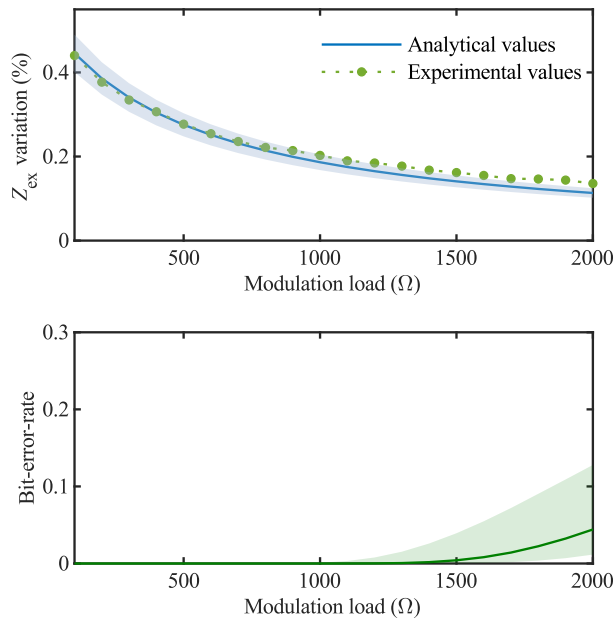 Analytical values
Experimental values
Z_ex variation (%)
0.4
0.2
0
500
1000
1500
2000
Modulation load (Ω)
Bit-error-rate
0.3
0.2
0.1
0
500
1000
1500
2000
Modulation load (Ω)